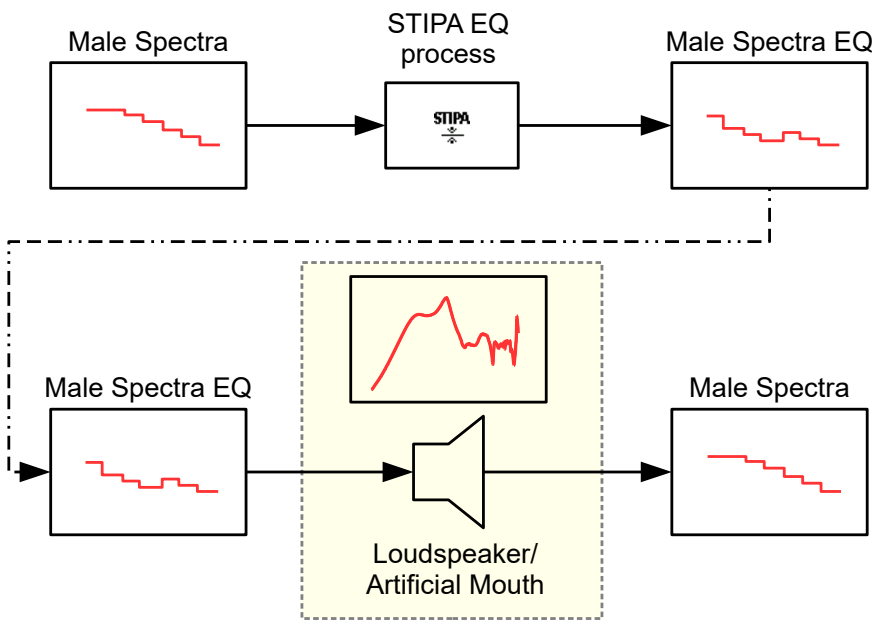 Male Spectra
STIPA EQ
process
Male Spectra EQ
STIPA
Male Spectra EQ
Male Spectra
Loudspeaker/
Artificial Mouth